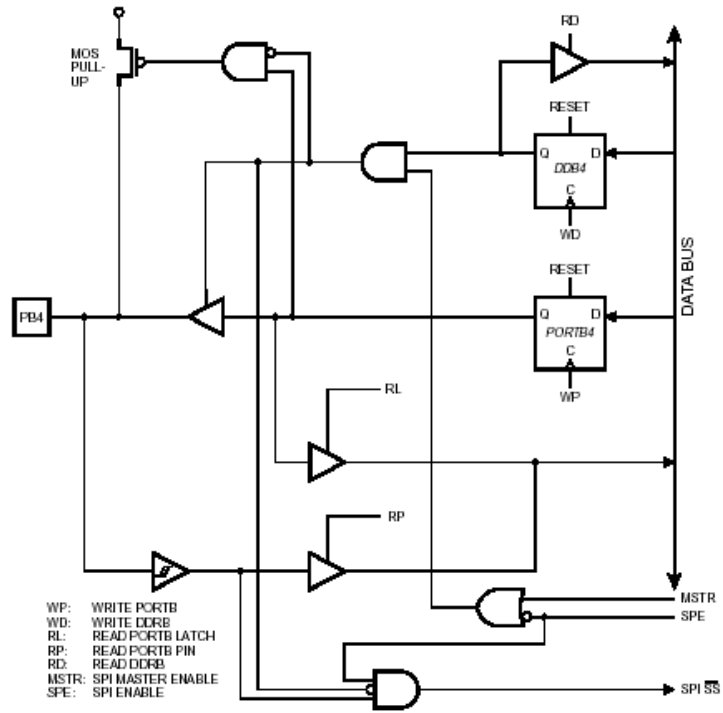 RD
MOS
PULL-
UP
RESET
Q D
DDB4
C
WD
DATA BUS
RESET
PB4
Q D
PORTB4
C
WP
RL
RP
WP: WRITE PORTB
WD: WRITE DDRB
RL: READ PORTB LATCH
RP: READ PORTB PIN
RD: READ DDRB
MSTR: SPI MASTER ENABLE
SPE: SPI ENABLE
MSTR
SPE
SPI S̅S̅